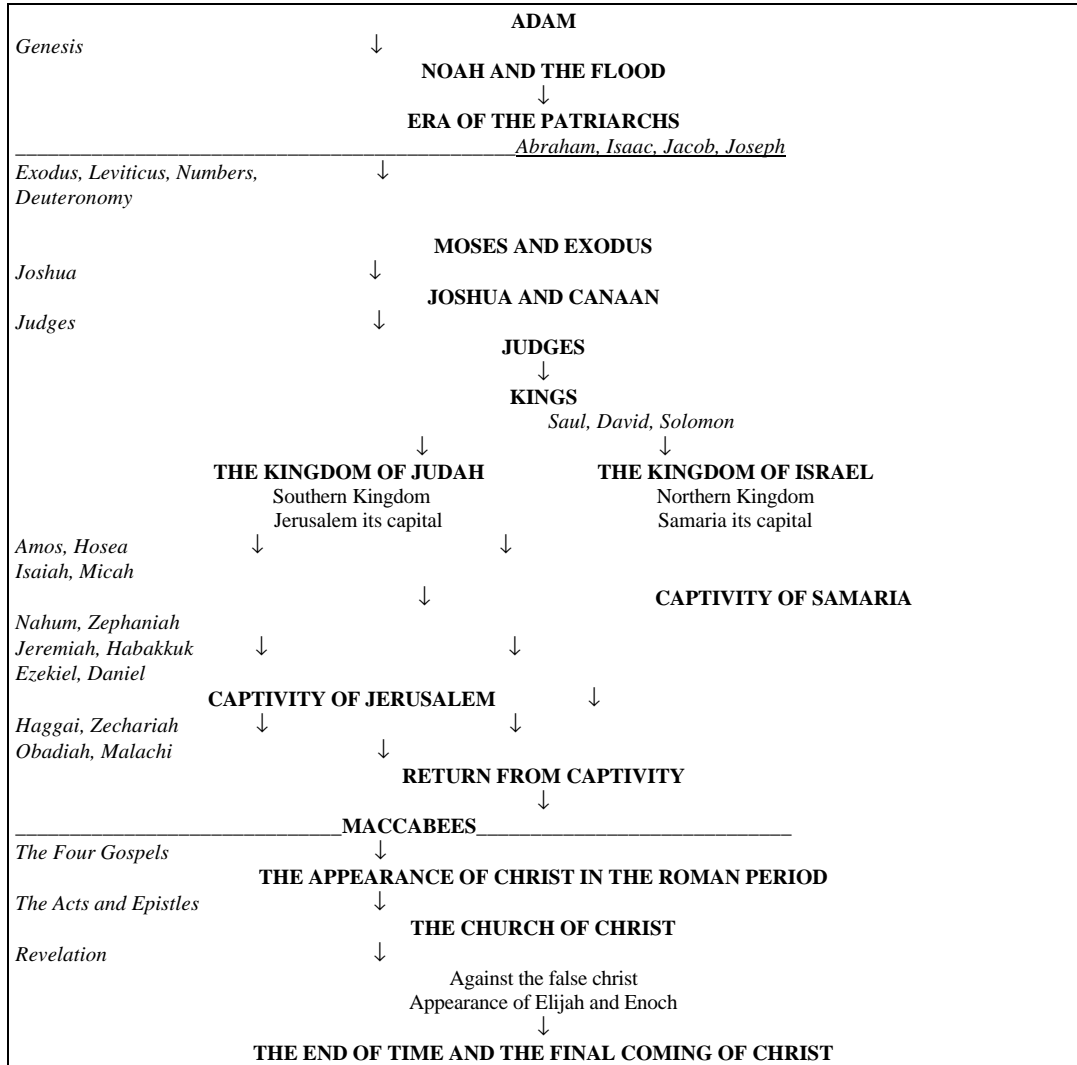 ADAM
Genesis ↓
NOAH AND THE FLOOD
↓
ERA OF THE PATRIARCHS
______________________________________________Abraham, Isaac, Jacob, Joseph
Exodus, Leviticus, Numbers, ↓
Deuteronomy
MOSES AND EXODUS
Joshua ↓
JOSHUA AND CANAAN
Judges ↓
JUDGES
↓
KINGS
Saul, David, Solomon
↓ ↓
THE KINGDOM OF JUDAH THE KINGDOM OF ISRAEL
Southern Kingdom Northern Kingdom
Jerusalem its capital Samaria its capital
Amos, Hosea ↓ ↓
Isaiah, Micah
↓ CAPTIVITY OF SAMARIA
Nahum, Zephaniah
Jeremiah, Habakkuk ↓ ↓
Ezekiel, Daniel
CAPTIVITY OF JERUSALEM ↓
Haggai, Zechariah ↓ ↓
Obadiah, Malachi ↓
RETURN FROM CAPTIVITY
↓
______________________________MACCABEES_____________________________
The Four Gospels ↓
THE APPEARANCE OF CHRIST IN THE ROMAN PERIOD
The Acts and Epistles ↓
THE CHURCH OF CHRIST
Revelation ↓
Against the false christ
Appearance of Elijah and Enoch
↓
THE END OF TIME AND THE FINAL COMING OF CHRIST